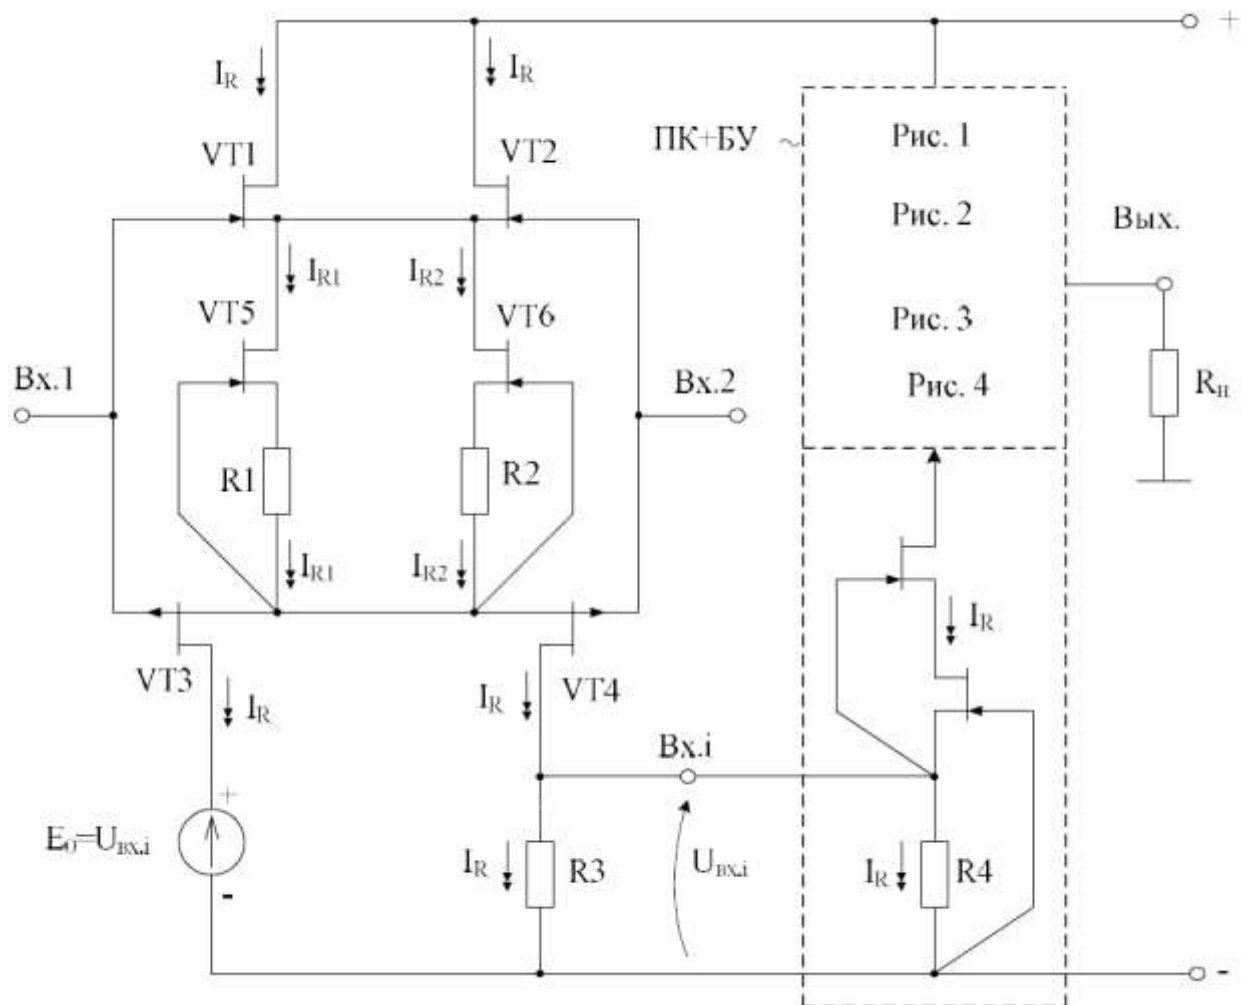 +
I_R
I_R
ПК+БУ
Рис. 1
VT1
VT2
Рис. 2
Вых.
I_R1
I_R2
VT5
VT6
Рис. 3
Вх.1
Вх.2
Рис. 4
R_н
R1
R2
I_R1
I_R2
I_R
VT3
I_R
I_R
VT4
Вх.i
+
E_0=U_вх.i
-
I_R
R3
U_вх.i
I_R
R4
-